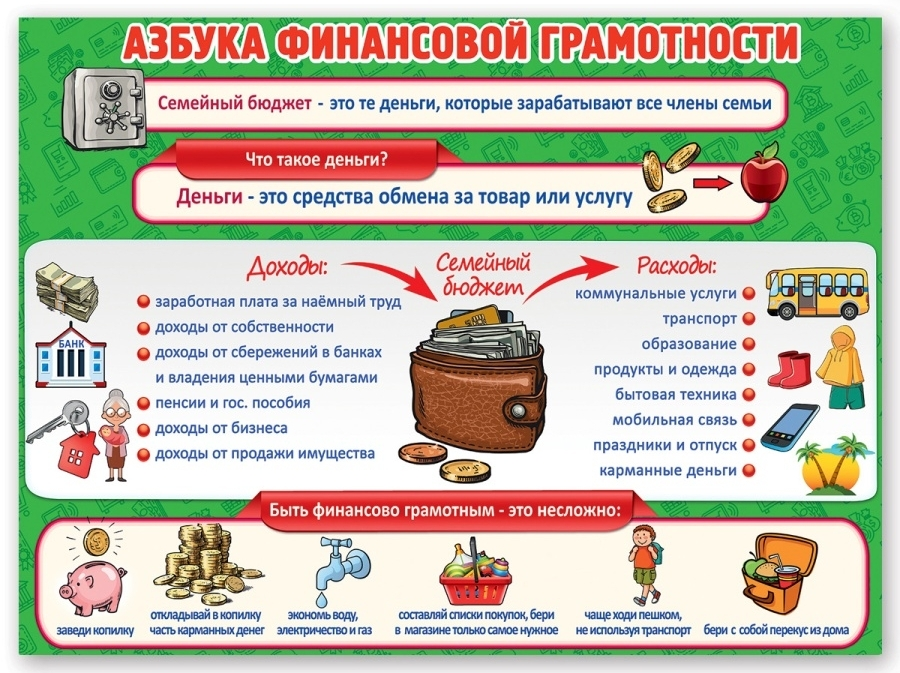 АЗБУКА ФИНАНСОВОЙ ГРАМОТНОСТИ
Семейный бюджет - это те деньги, которые зарабатывают все члены семьи
Что такое деньги?
Деньги - это средства обмена за товар или услугу
Доходы:
заработная плата за наёмный труд
доходы от собственности
доходы от сбережений в банках
и владения ценными бумагами
пенсии и гос. пособия
доходы от бизнеса
доходы от продажи имущества
БАНК
Семейный
бюджет
Расходы:
коммунальные услуги
транспорт
образование
продукты и одежда
бытовая техника
мобильная связь
праздники и отпуск
карманные деньги
Быть финансово грамотным - это несложно:
заведи копилку
откладывай в копилку
часть карманных денег
экономь воду,
электричество и газ
составляй списки покупок, бери
в магазине только самое нужное
чаще ходи пешком,
не используя транспорт
бери с собой перекус из дома